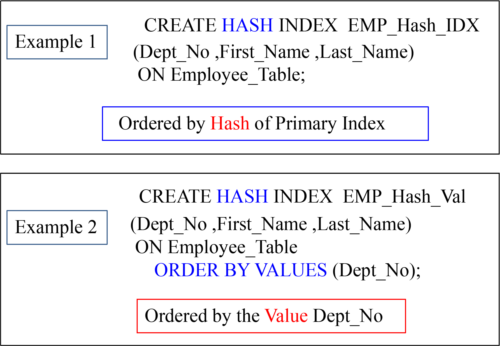 CREATE HASH INDEX EMP_Hash_IDX
Example 1
(Dept_No ,First_Name ,Last_Name)
ON Employee_Table;
Ordered by Hash of Primary Index
CREATE HASH INDEX EMP_Hash_Val
Example 2
(Dept_No ,First_Name ,Last_Name)
ON Employee_Table
ORDER BY VALUES (Dept_No);
Ordered by the Value Dept_No